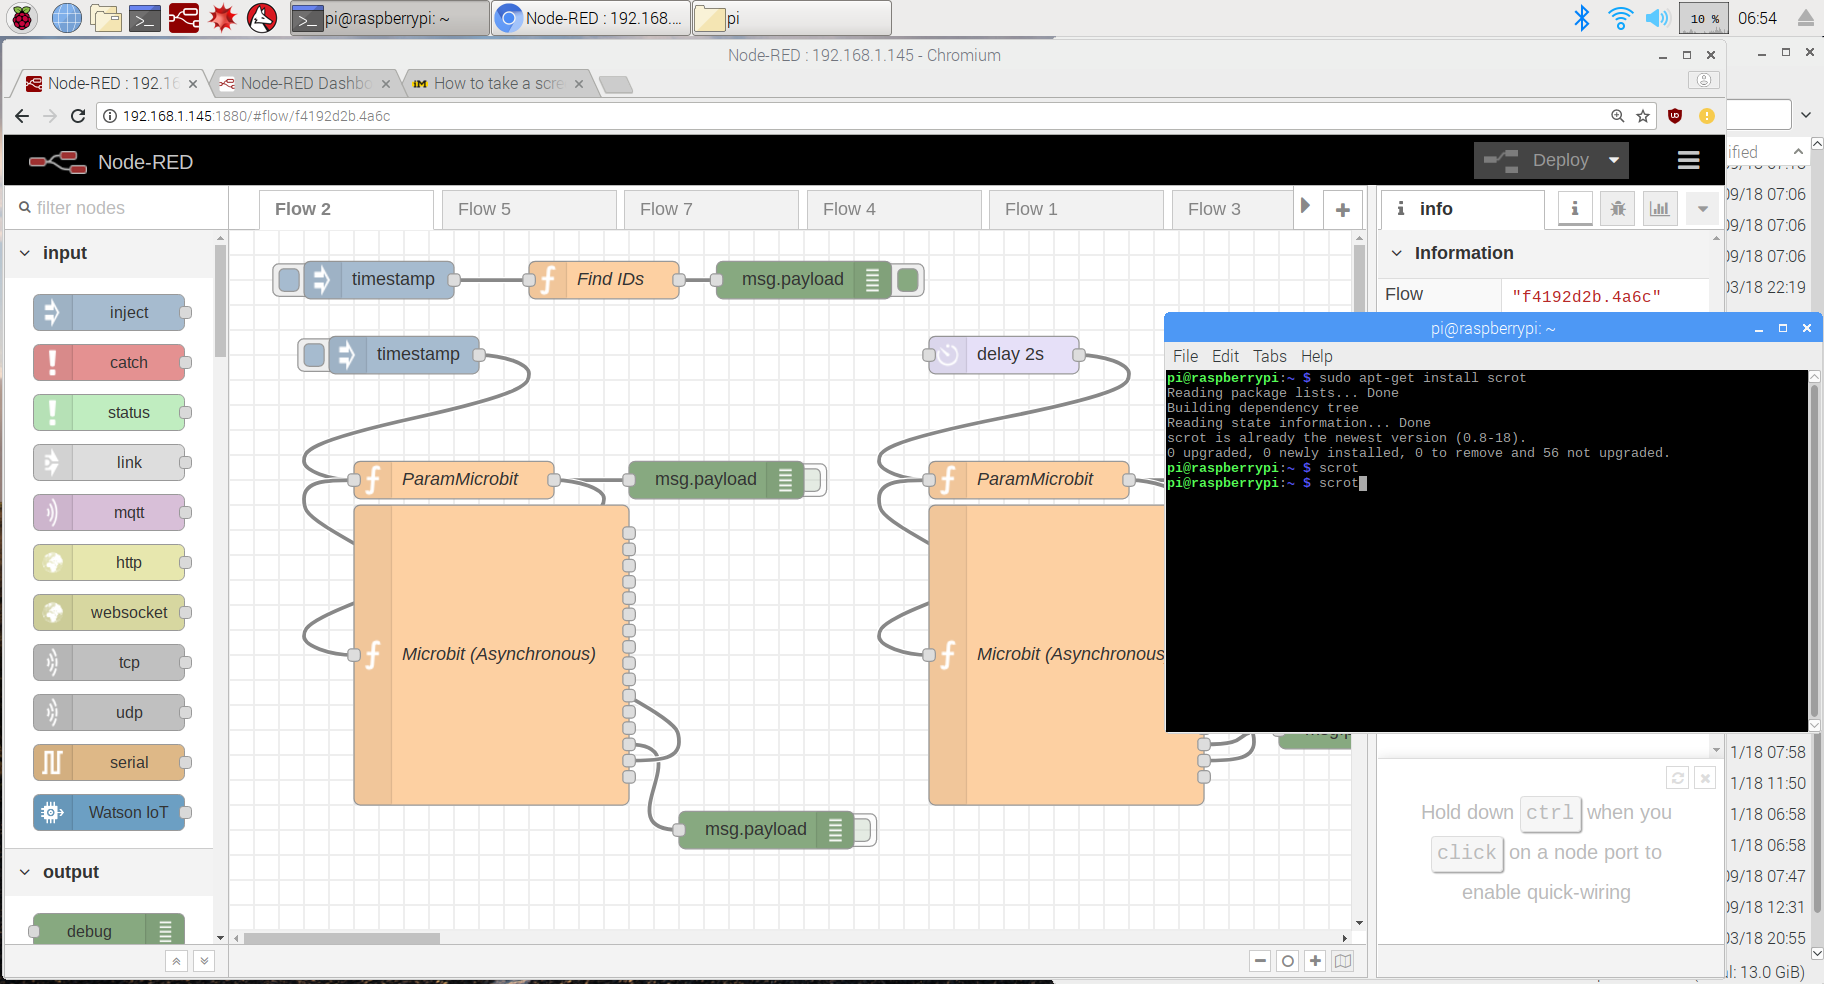 pi@raspberrypi: ~
Node-RED : 192.168....
pi
10 %
06:54
Node-RED : 192.168.1.145 - Chromium
Node-RED : 192.16
Node-RED Dashbo
How to take a scre
192.168.1.145:1880/#flow/f4192d2b.4a6c
Node-RED
Deploy
ified
filter nodes
Flow 2
Flow 5
Flow 7
Flow 4
Flow 1
Flow 3
info
09/18 07:06
09/18 07:06
09/18 07:06
03/18 22:19
input
Information
Flow
"f4192d2b.4a6c"
inject
catch
status
link
mqtt
http
websocket
tcp
udp
serial
Watson IoT
output
debug
timestamp
Find IDs
msg.payload
timestamp
delay 2s
ParamMicrobit
msg.payload
ParamMicrobit
Microbit (Asynchronous)
Microbit (Asynchronous
msg.payload
pi@raspberrypi: ~
File Edit Tabs Help
pi@raspberrypi:~ $ sudo apt-get install scrot
Reading package lists... Done
Building dependency tree
Reading state information... Done
scrot is already the newest version (0.8-18).
0 upgraded, 0 newly installed, 0 to remove and 56 not upgraded.
pi@raspberrypi:~ $ scrot
pi@raspberrypi:~ $ scrot
1/18 07:58
1/18 11:50
1/18 06:58
1/18 06:58
09/18 07:47
09/18 12:31
03/18 20:55
l: 13.0 GiB)
Hold down ctrl when you
click on a node port to
enable quick-wiring